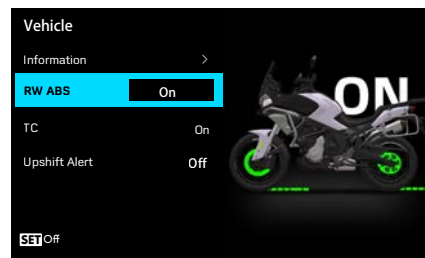 Vehicle
Information >
RW ABS On
TC On
Upshift Alert Off
SET Off
ON